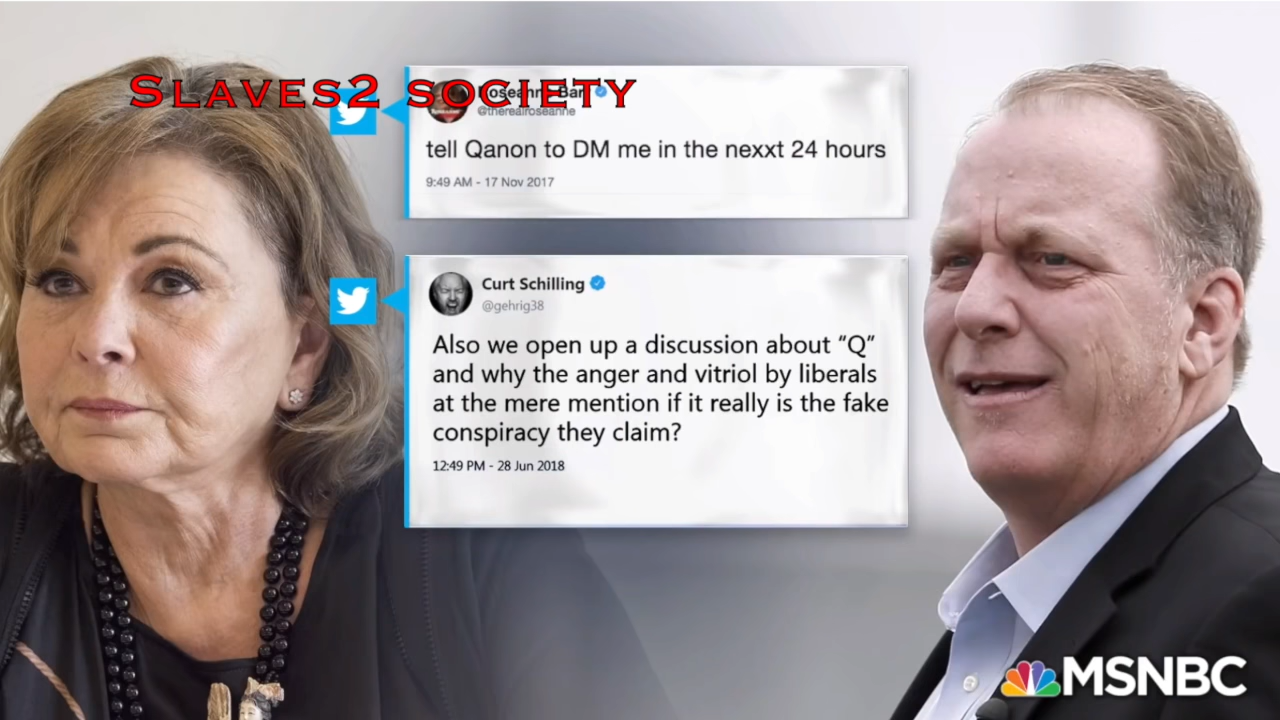 Slaves2 society
Roseanne Barr
@therealroseanne
tell Qanon to DM me in the nexxt 24 hours
9:49 AM - 17 Nov 2017
Curt Schilling
@gehrig38
Also we open up a discussion about “Q”
and why the anger and vitriol by liberals
at the mere mention if it really is the fake
conspiracy they claim?
12:49 PM - 28 Jun 2018
MSNBC